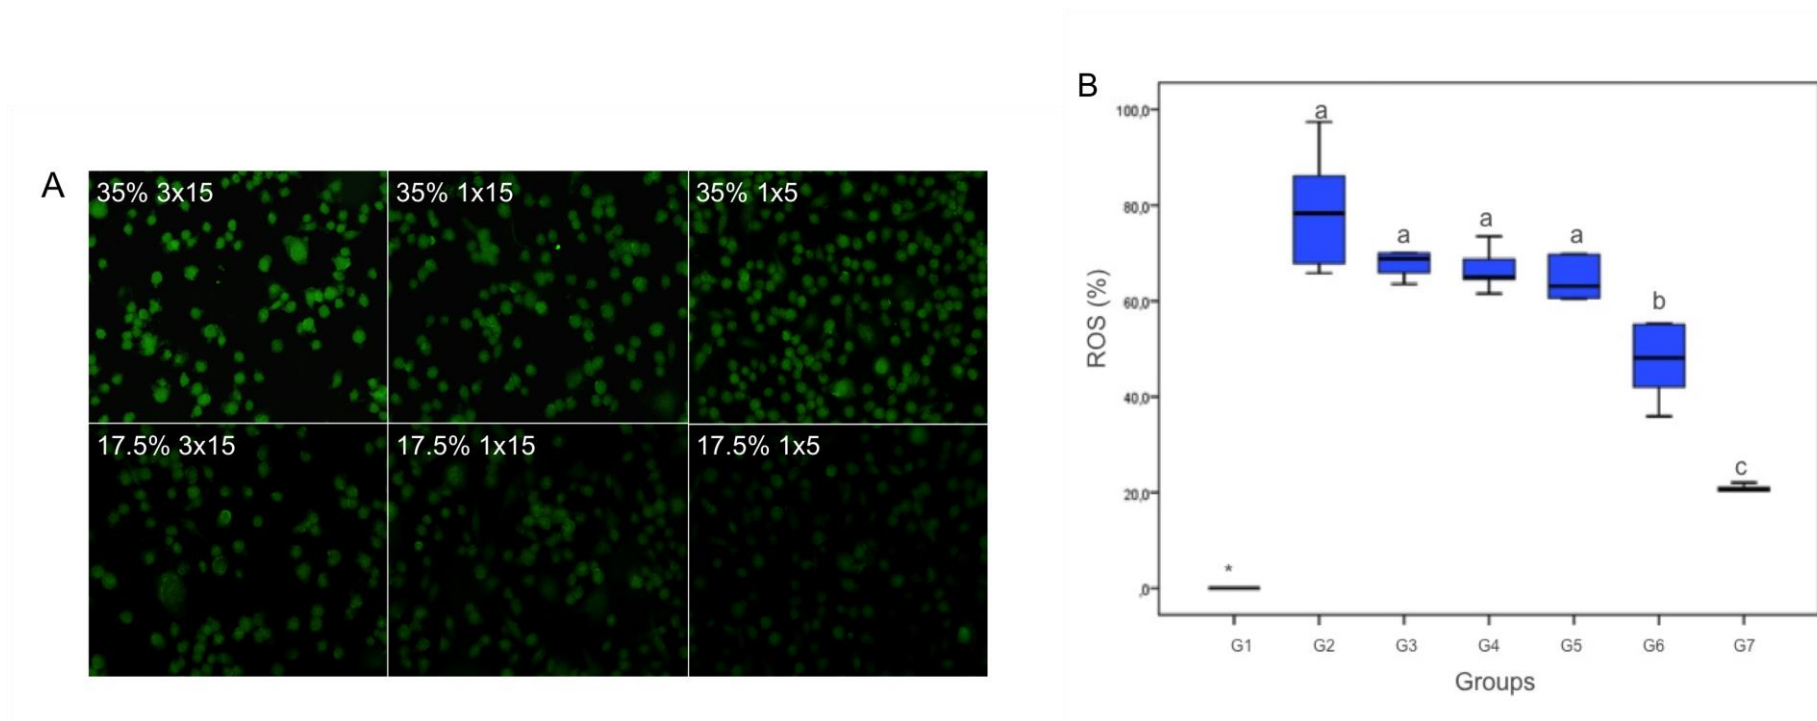 A
35% 3x15
35% 1x15
35% 1x5
17.5% 3x15
17.5% 1x15
17.5% 1x5
B
ROS (%)
100,0
80,0
60,0
40,0
20,0
,0
*
a
a
a
a
b
c
G1 G2 G3 G4 G5 G6 G7
Groups